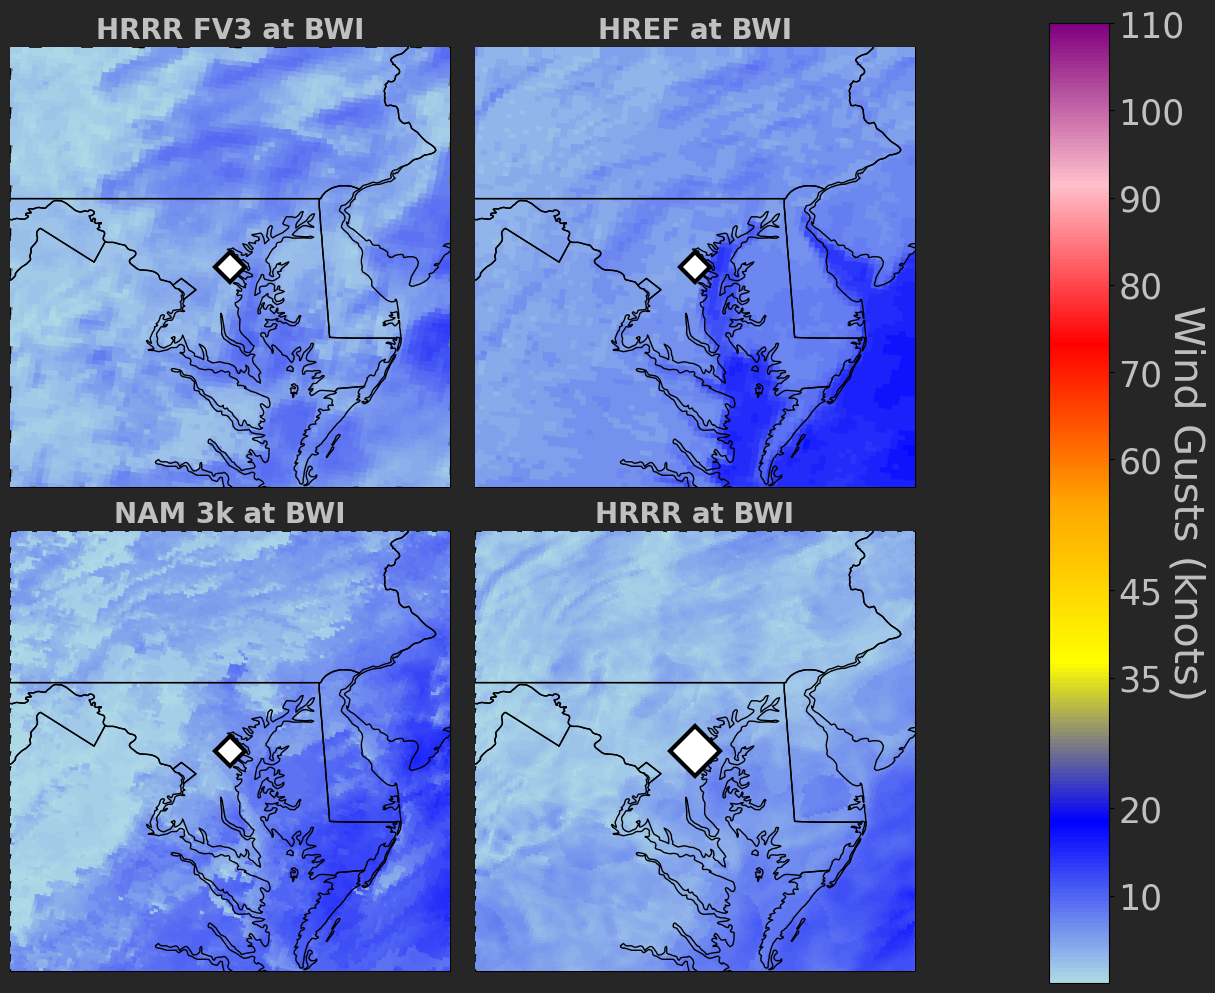 HRRR FV3 at BWI
HREF at BWI
NAM 3k at BWI
HRRR at BWI
110
100
90
80
70
60
45
35
20
10
Wind Gusts (knots)